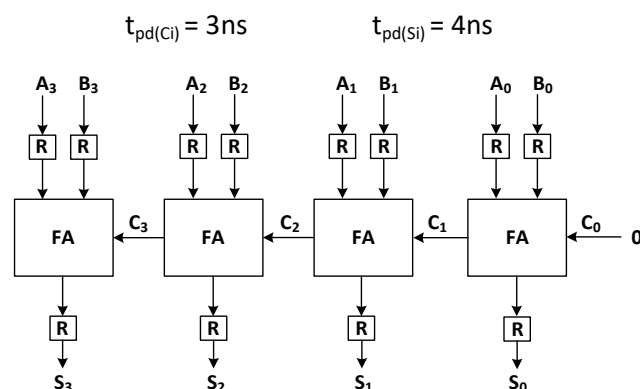 tpd(Ci) = 3ns tpd(Si) = 4ns
A3 B3 A2 B2 A1 B1 A0 B0
R R R R R R R R
FA C3 FA C2 FA C1 FA C0 0
R R R R
S3 S2 S1 S0